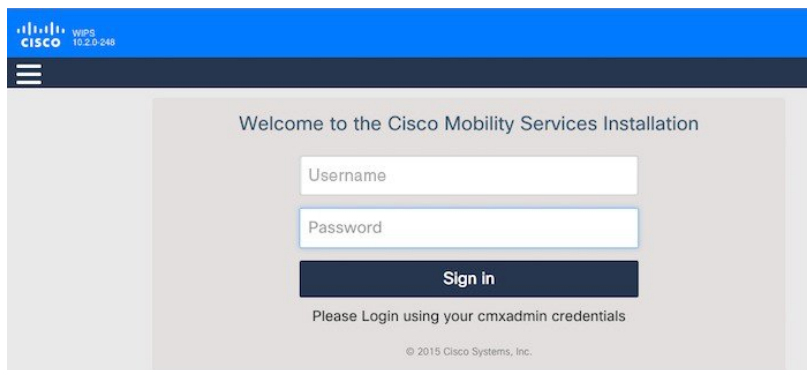 CISCO
WIPS
10.2.0-248
Welcome to the Cisco Mobility Services Installation
Username
Password
Sign in
Please Login using your cmxadmin credentials
© 2015 Cisco Systems, Inc.